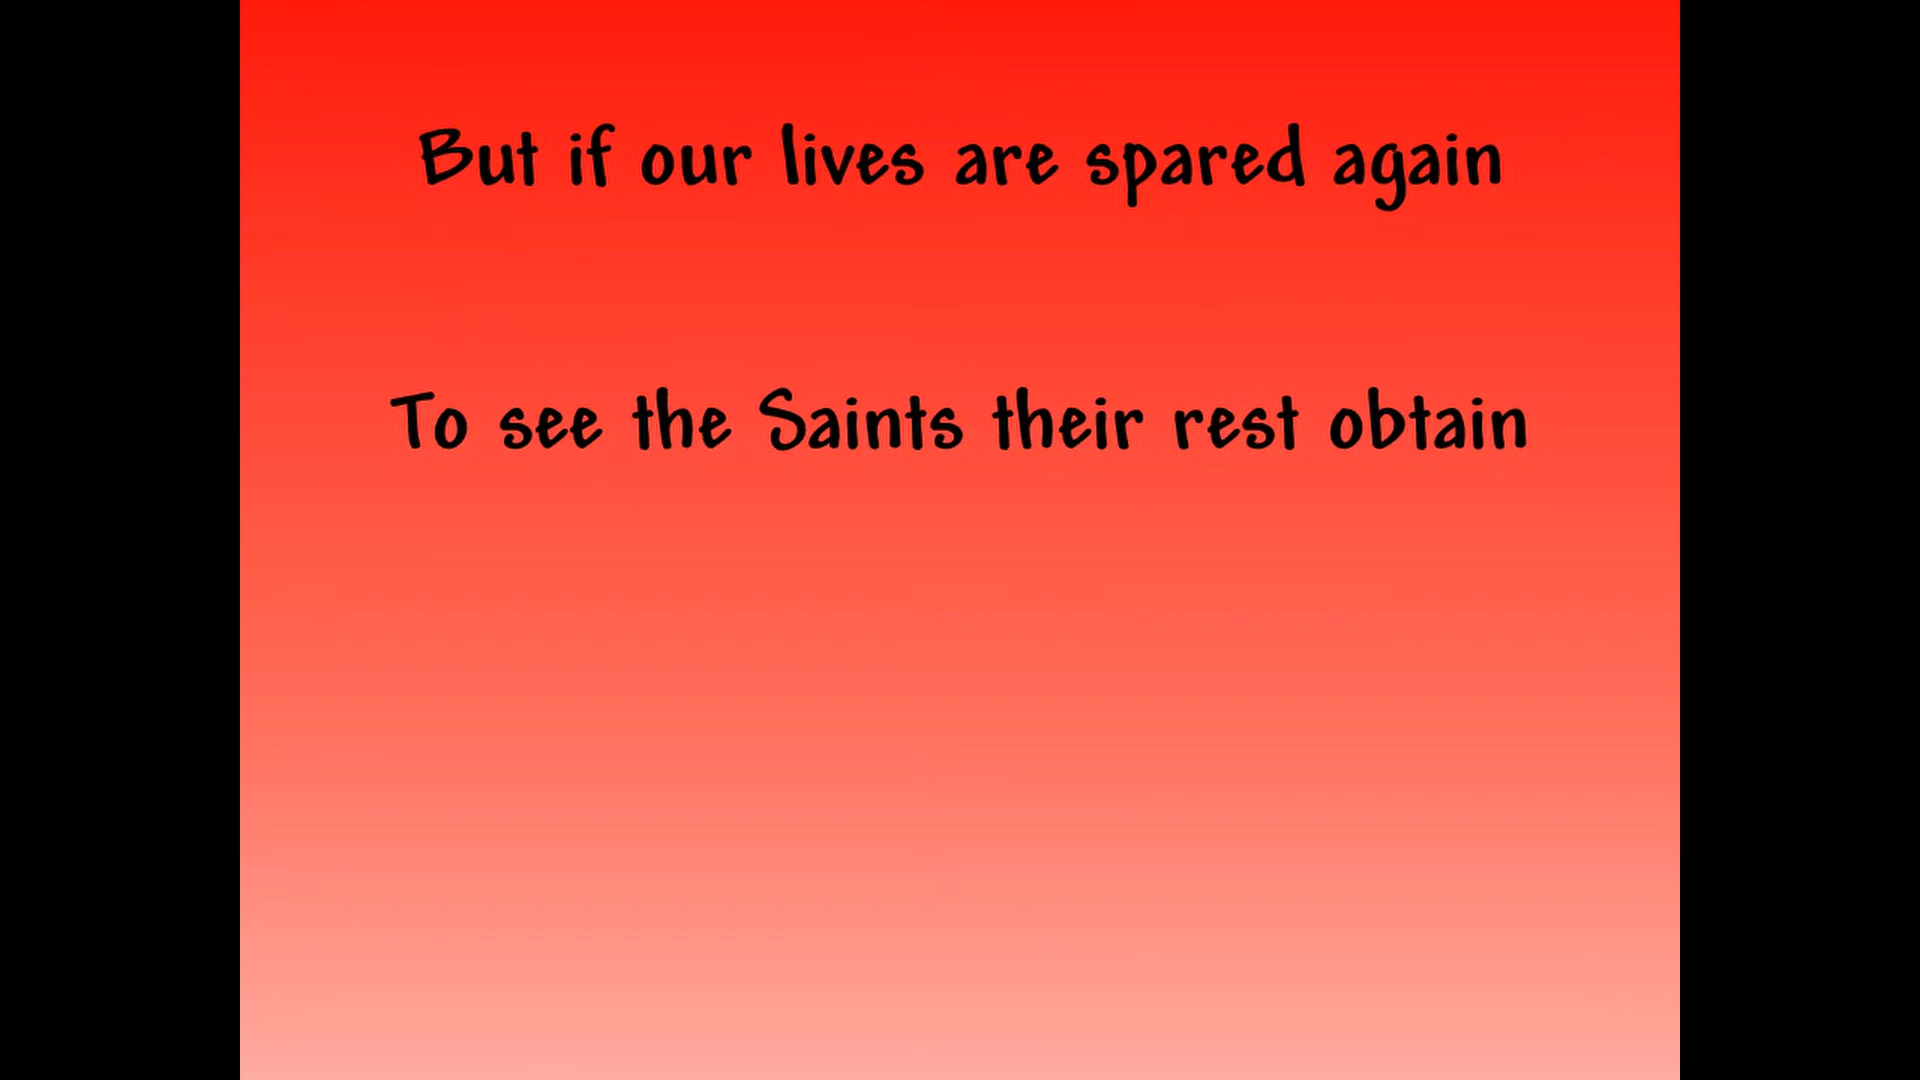 But if our lives are spared again
To see the Saints their rest obtain